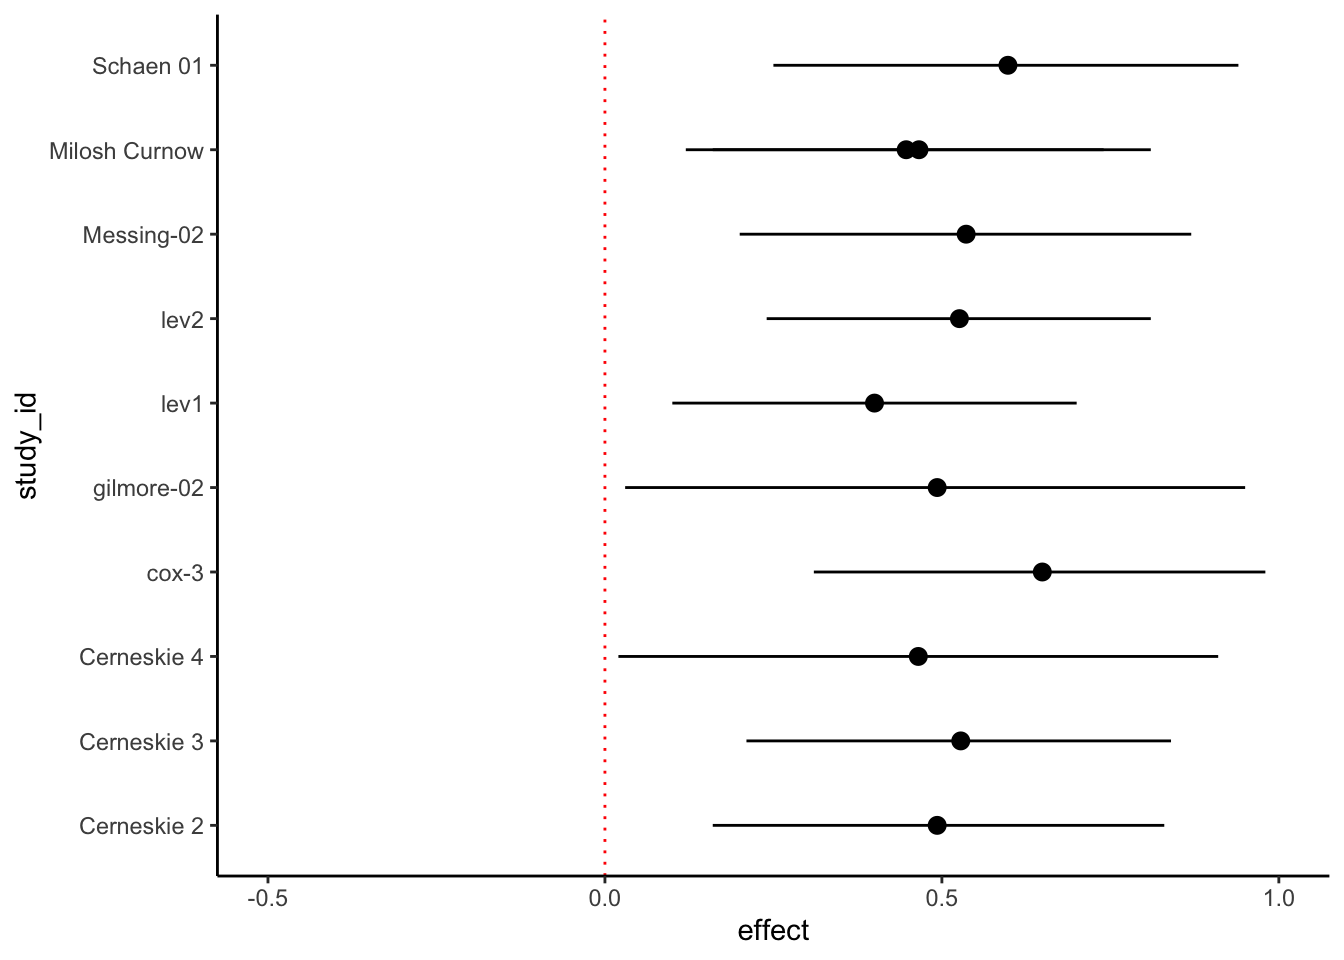 Schaen 01
Milosh Curnow
Messing-02
lev2
lev1
gilmore-02
cox-3
Cerneskie 4
Cerneskie 3
Cerneskie 2
study_id
-0.5 0.0 0.5 1.0
effect